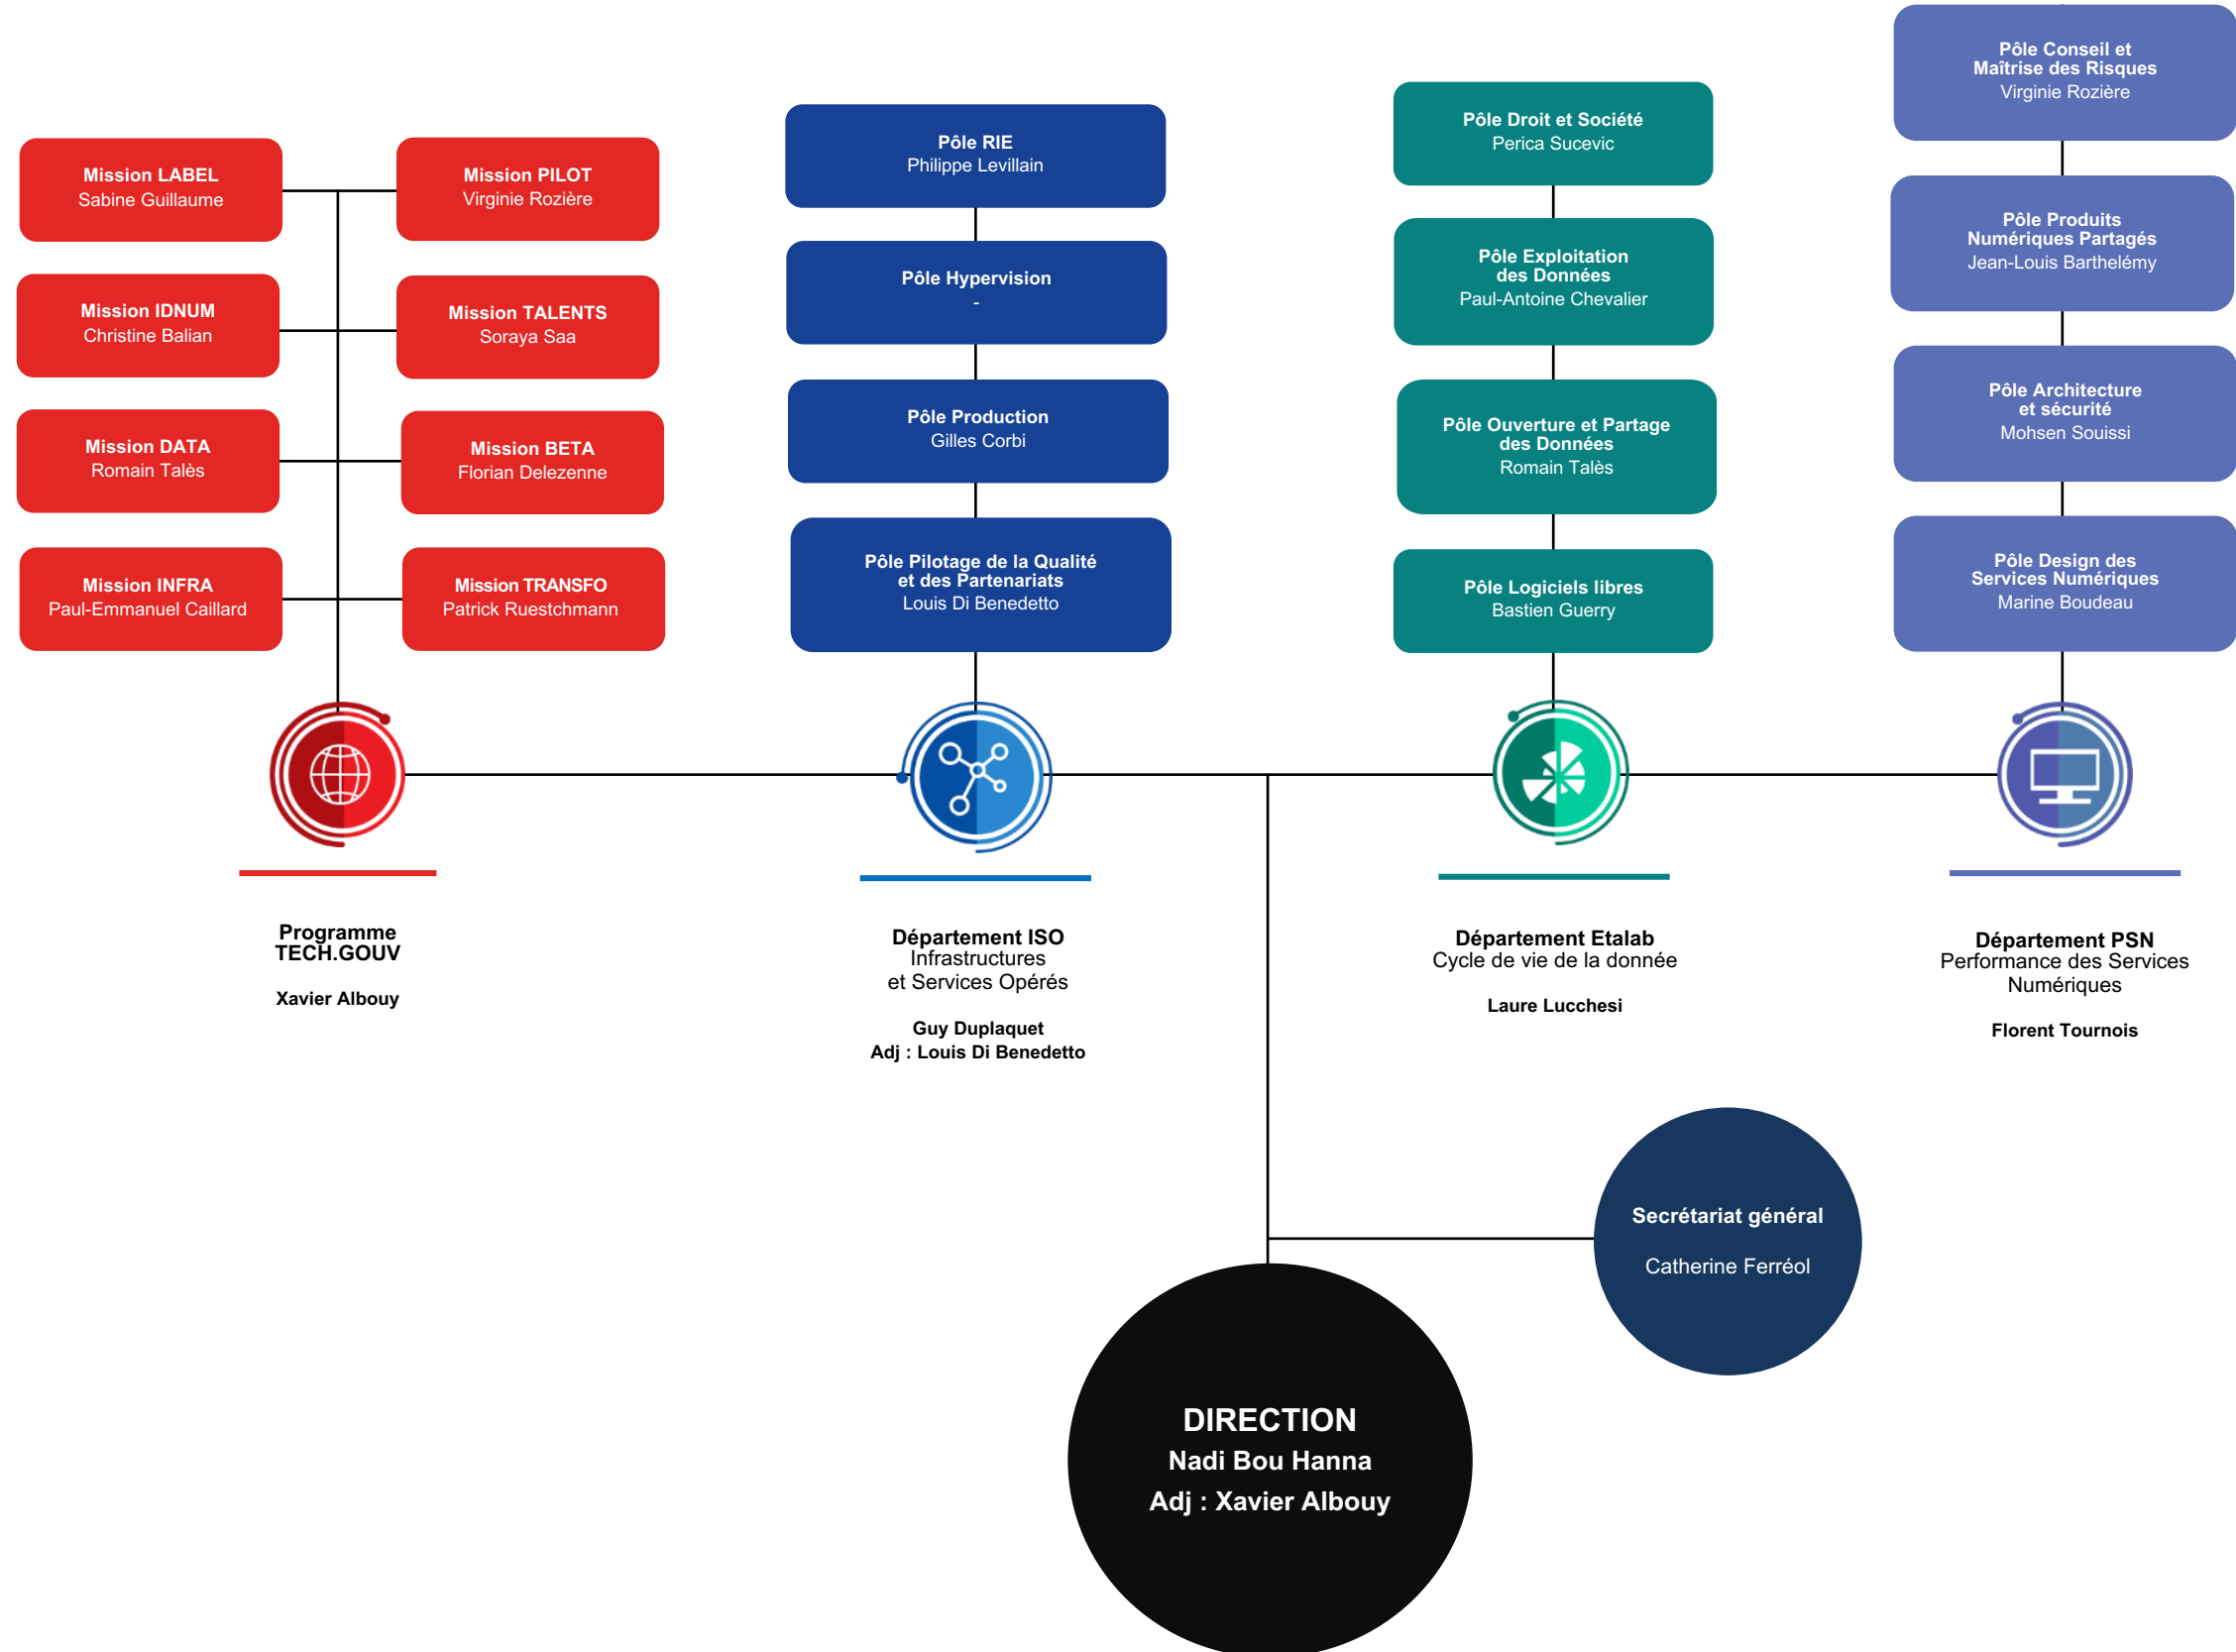 Mission LABEL
Sabine Guillaume
Mission PILOT
Virginie Rozière
Mission IDNUM
Christine Balian
Mission TALENTS
Soraya Saa
Mission DATA
Romain Talès
Mission BETA
Florian Delezenne
Mission INFRA
Paul-Emmanuel Caillard
Mission TRANSFO
Patrick Ruestchmann
Programme
TECH.GOUV
Xavier Albouy
Pôle RIE
Philippe Levillain
Pôle Hypervision
-
Pôle Production
Gilles Corbi
Pôle Pilotage de la Qualité
et des Partenariats
Louis Di Benedetto
Département ISO
Infrastructures
et Services Opérés
Guy Duplaquet
Adj : Louis Di Benedetto
Pôle Droit et Société
Perica Sucevic
Pôle Exploitation
des Données
Paul-Antoine Chevalier
Pôle Ouverture et Partage
des Données
Romain Talès
Pôle Logiciels libres
Bastien Guerry
Département Etalab
Cycle de vie de la donnée
Laure Lucchesi
Pôle Conseil et
Maîtrise des Risques
Virginie Rozière
Pôle Produits
Numériques Partagés
Jean-Louis Barthelémy
Pôle Architecture
et sécurité
Mohsen Souissi
Pôle Design des
Services Numériques
Marine Boudeau
Département PSN
Performance des Services
Numériques
Florent Tournois
Secrétariat général
Catherine Ferréol
DIRECTION
Nadi Bou Hanna
Adj : Xavier Albouy